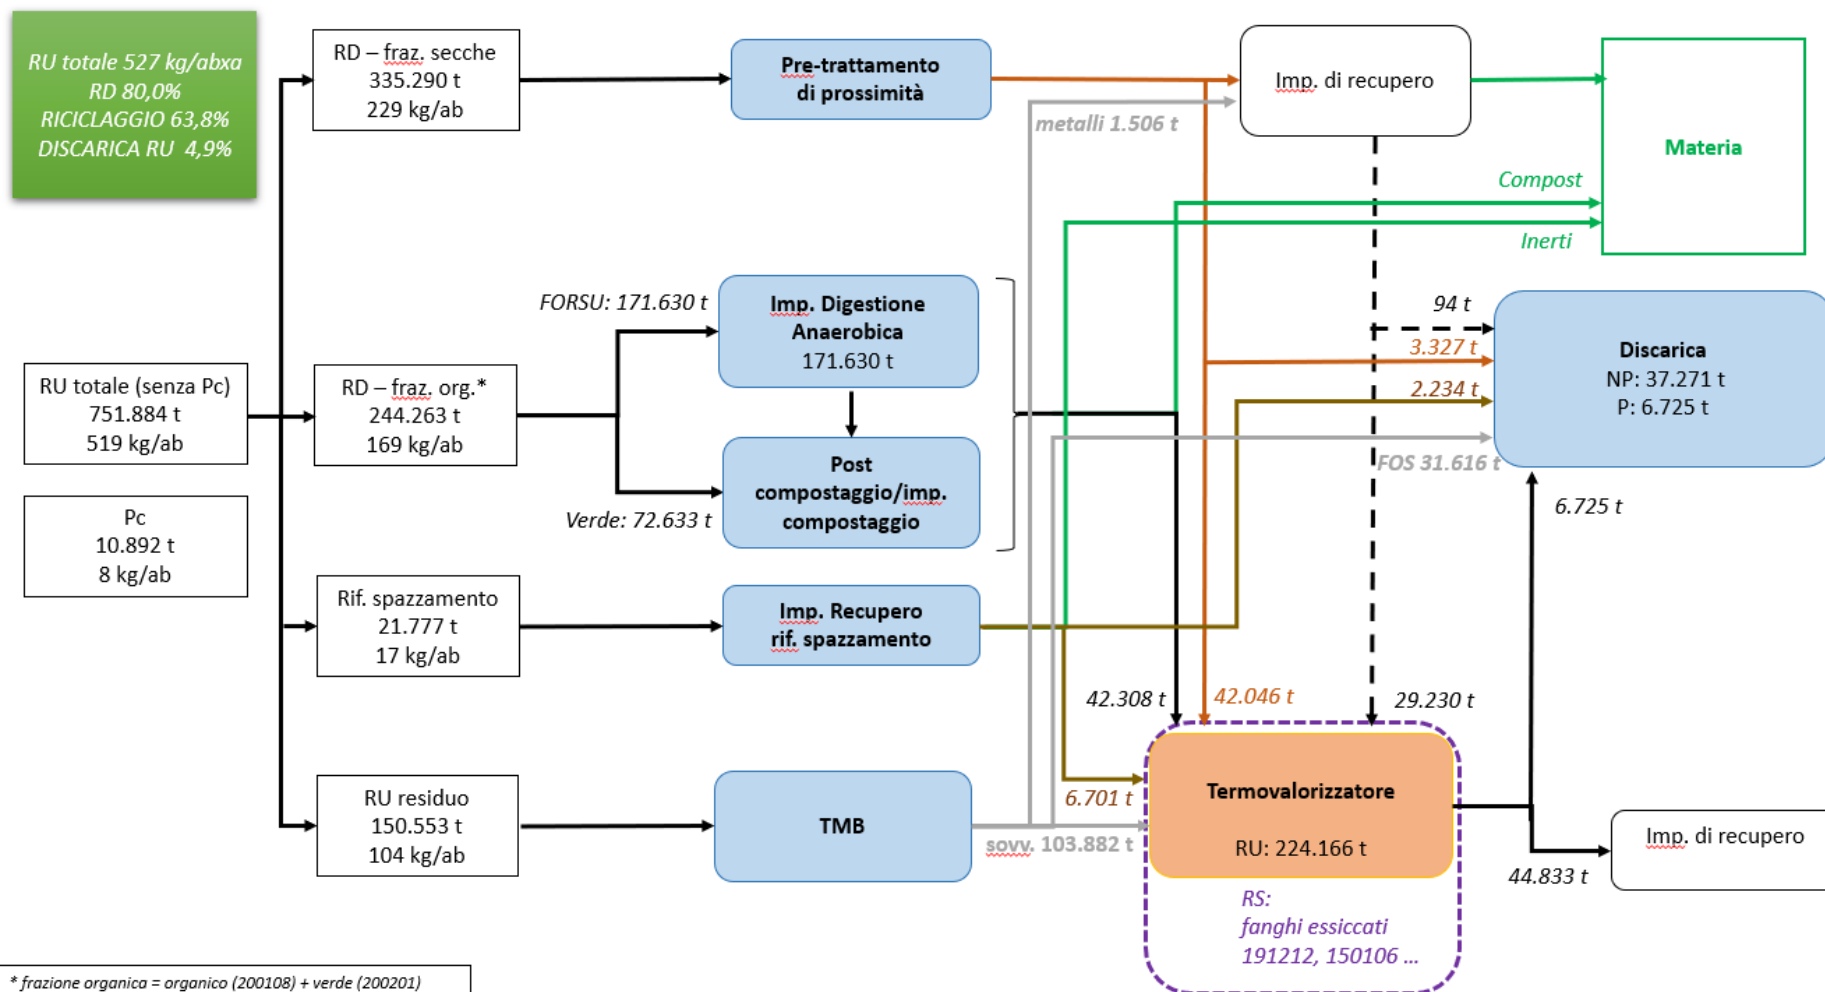 RU totale 527 kg/abxa
RD 80,0%
RICICLAGGIO 63,8%
DISCARICA RU 4,9%
RD – fraz. secche
335.290 t
229 kg/ab
Pre-trattamento
di prossimità
Imp. di recupero
metalli 1.506 t
Materia
Compost
Inerti
FORSU: 171.630 t
Imp. Digestione
Anaerobica
171.630 t
94 t
3.327 t
2.234 t
Discarica
NP: 37.271 t
P: 6.725 t
RU totale (senza Pc)
751.884 t
519 kg/ab
RD – fraz. org.*
244.263 t
169 kg/ab
Post
compostaggio/imp.
compostaggio
FOS 31.616 t
Verde: 72.633 t
6.725 t
Pc
10.892 t
8 kg/ab
Rif. spazzamento
21.777 t
17 kg/ab
Imp. Recupero
rif. spazzamento
42.308 t
42.046 t
29.230 t
RU residuo
150.553 t
104 kg/ab
TMB
6.701 t
sovv. 103.882 t
Termovalorizzatore
RU: 224.166 t
Imp. di recupero
44.833 t
RS:
fanghi essiccati
191212, 150106 ...
* frazione organica = organico (200108) + verde (200201)